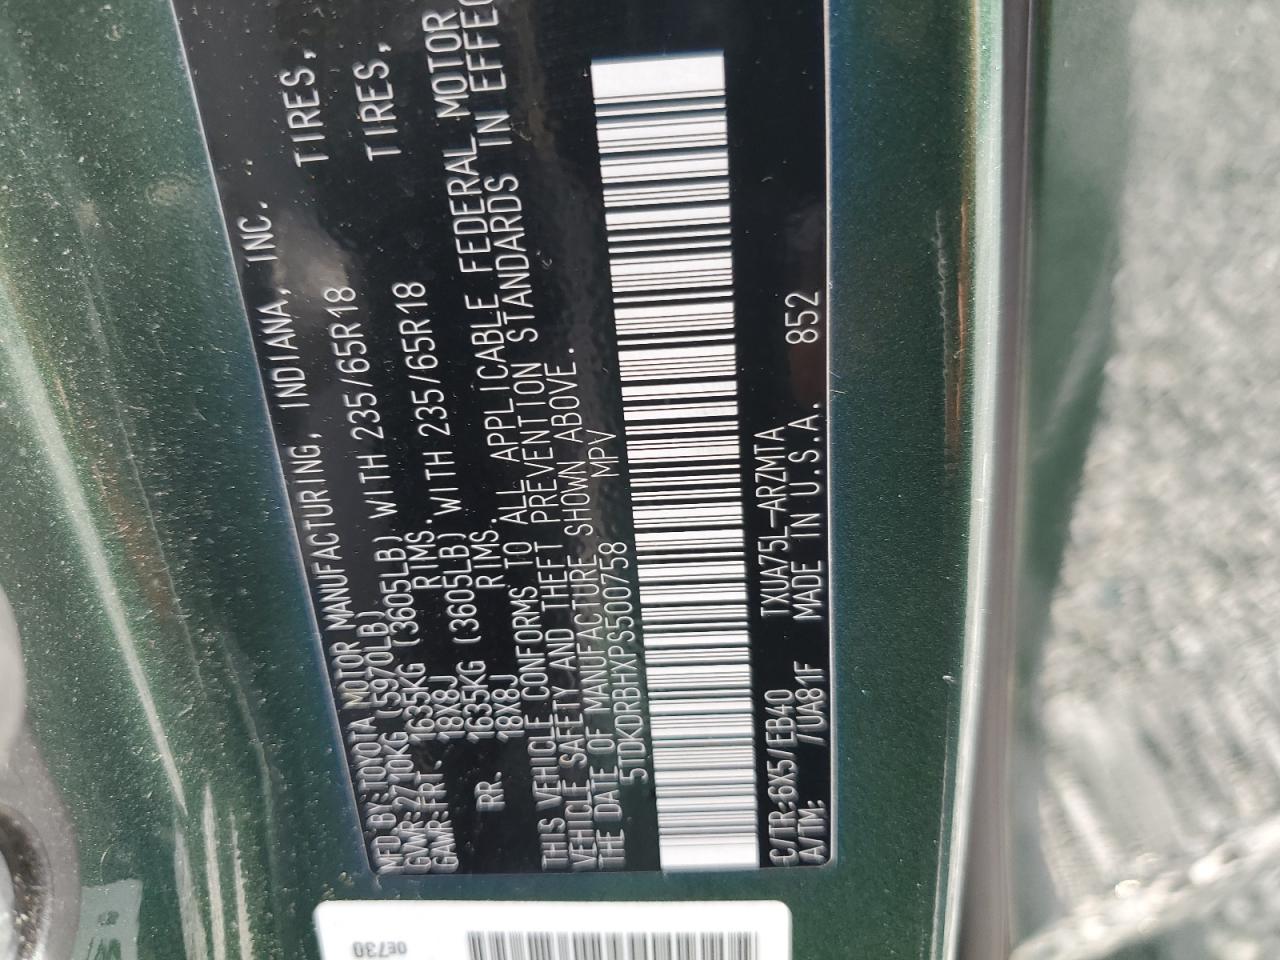 MFD.BY:TOYOTA MOTOR MANUFACTURING, INDIANA, INC.
GVWR:2710KG (5970LB)
GAWR:FRT. 1635KG (3605LB) WITH 235/65R18 TIRES,
18X8J RIMS.
RR. 1635KG (3605LB) WITH 235/65R18 TIRES,
18X8J RIMS.
THIS VEHICLE CONFORMS TO ALL APPLICABLE FEDERAL MOTOR
VEHICLE SAFETY AND THEFT PREVENTION STANDARDS IN EFFEC
THE DATE OF MANUFACTURE SHOWN ABOVE.
5TDKDRBHXPS500758 MPV
C/TR:6X5/EB40 TXUA75L-ARZMTA
A/TM: /UA81F MADE IN U.S.A. 852
0E730